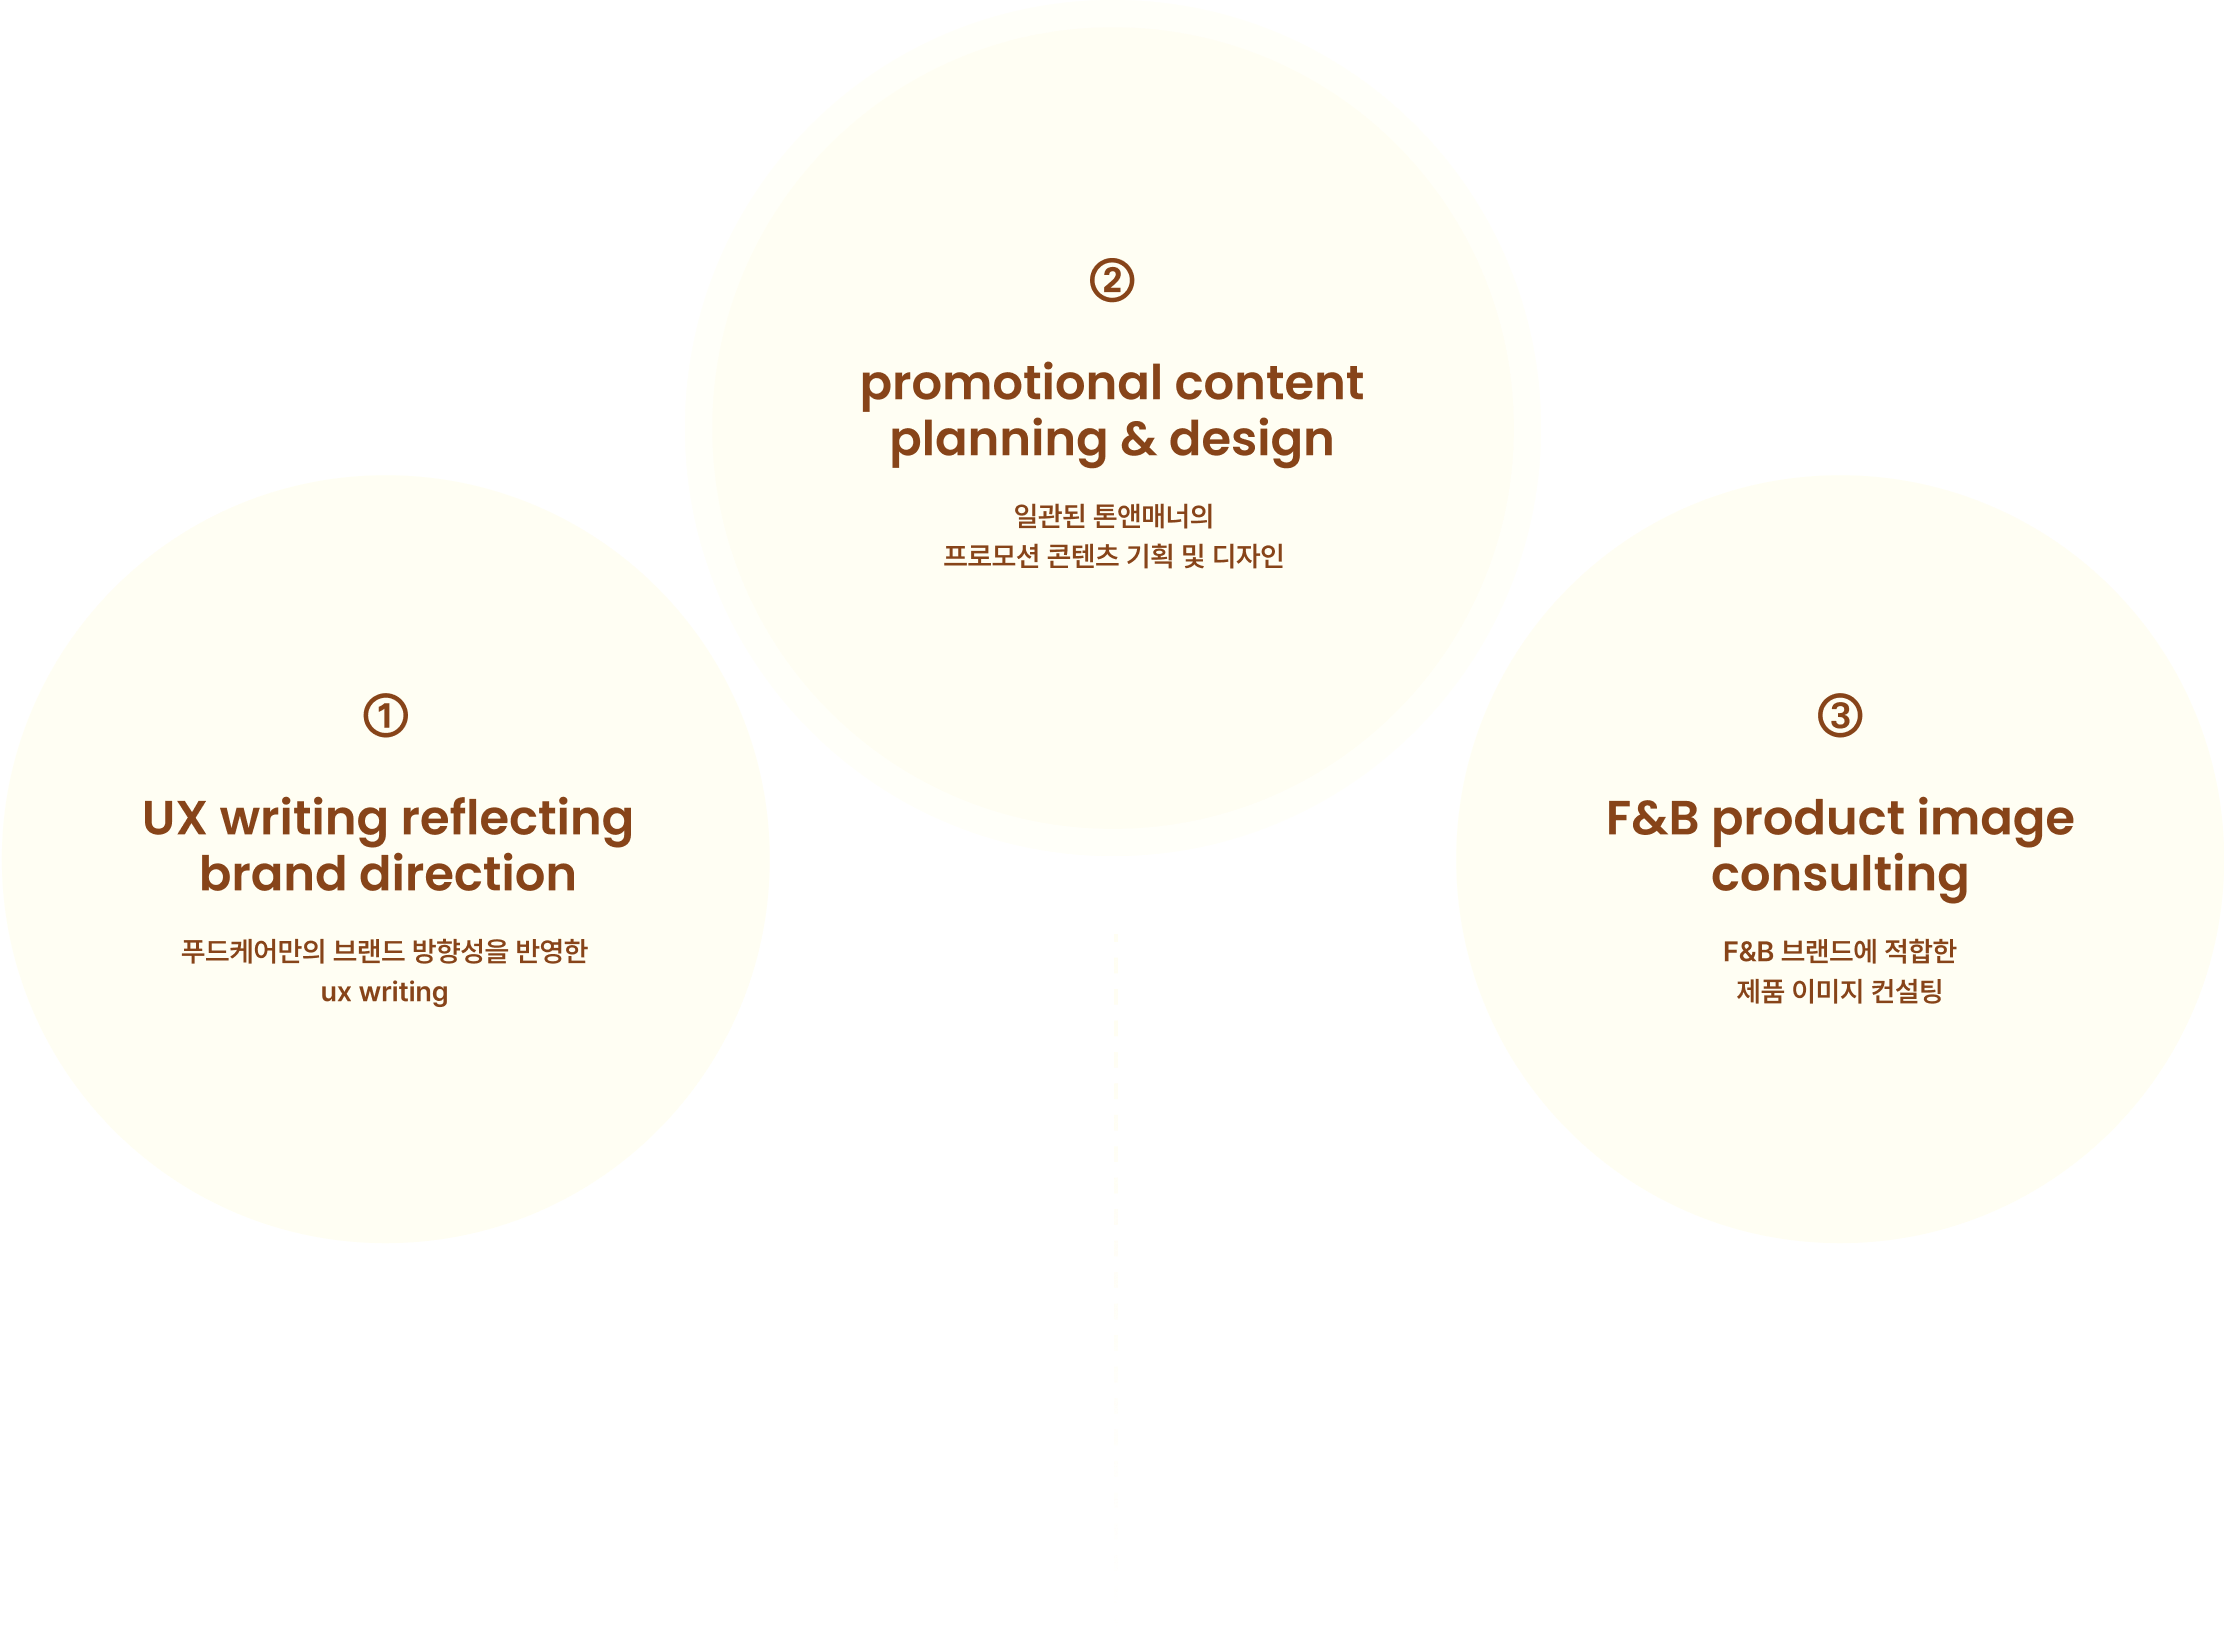 ①
UX writing reflecting
brand direction
푸드케어만의 브랜드 방향성을 반영한
ux writing
②
promotional content
planning & design
일관된 톤앤매너의
프로모션 콘텐츠 기획 및 디자인
③
F&B product image
consulting
F&B 브랜드에 적합한
제품 이미지 컨설팅